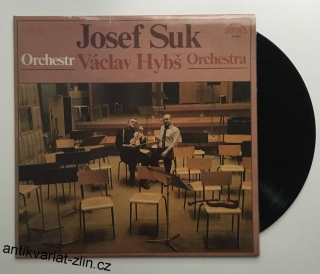 Josef Suk
Orchestr Václav Hybš Orchestra
antikvariat-zlin.cz